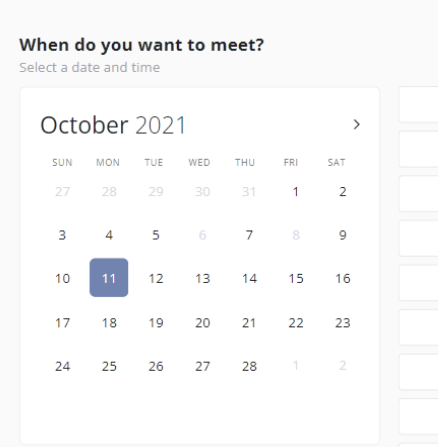 When do you want to meet?
Select a date and time
October 2021 >
SUN MON TUE WED THU FRI SAT
27 28 29 30 31 1 2
3 4 5 6 7 8 9
10 11 12 13 14 15 16
17 18 19 20 21 22 23
24 25 26 27 28 1 2